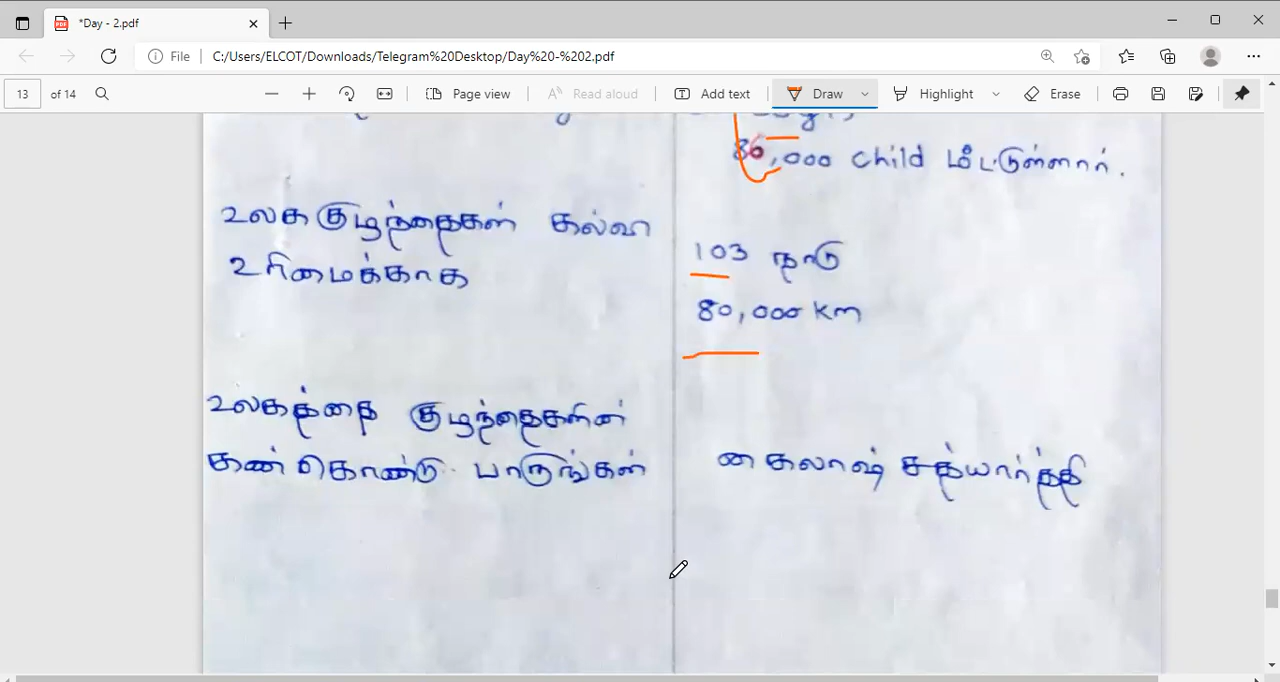 *Day - 2.pdf
File
C:/Users/ELCOT/Downloads/Telegram%20Desktop/Day%20-%202.pdf
13 of 14
Page view
Read aloud
Add text
Draw
Highlight
Erase
,000 child மீட்டுள்ளார்.
உலக குழந்தைகள் கல்வி
உரிமைக்காக
103 நாடு
80,000 km
உலகத்தை குழந்தைகளின்
கண் கொண்டு பாருங்கள்
கைலாஷ் சத்யார்த்தி